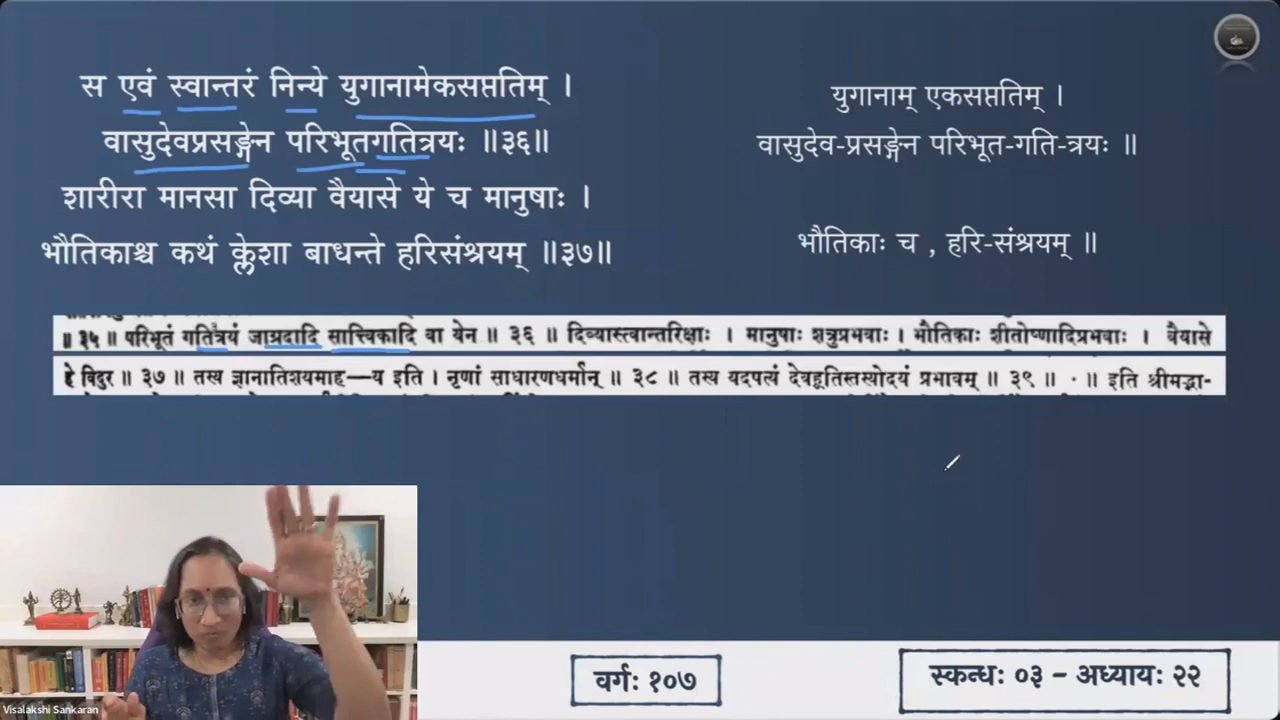 स एवं स्वान्तरं निन्ये युगानामेकसप्ततिम् ।
वासुदेवप्रसङ्गेन परिभूतगतित्रयः ॥३६॥
शारीरा मानसा दिव्या वैयासे ये च मानुषाः ।
भौतिकाश्च कथं क्लेशा बाधन्ते हरिसंश्रयम् ॥३७॥
युगानाम् एकसप्ततिम् ।
वासुदेव-प्रसङ्गेन परिभूत-गति-त्रयः ॥
भौतिकाः च , हरि-संश्रयम् ॥
॥ ३५ ॥ परिभूतं गतित्रयं जाग्रदादि सात्त्विकादि वा येन ॥ ३६ ॥ दिव्यास्त्वान्तरिक्षाः । मानुषाः शत्रुप्रभवाः । भौतिकाः शीतोष्णादिप्रभवाः । वैयासे
हे विदुर ॥ ३७ ॥ तस्य ज्ञानातिशयमाह—य इति । नृणां साधारणधर्मान् ॥ ३८ ॥ तस्य यदपत्यं देवहूतिस्तस्योदयं प्रभावम् ॥ ३९ ॥ · ॥ इति श्रीमद्भा-
Visalakshi Sankaran
वर्गः १०७
स्कन्धः ०३ - अध्यायः २२